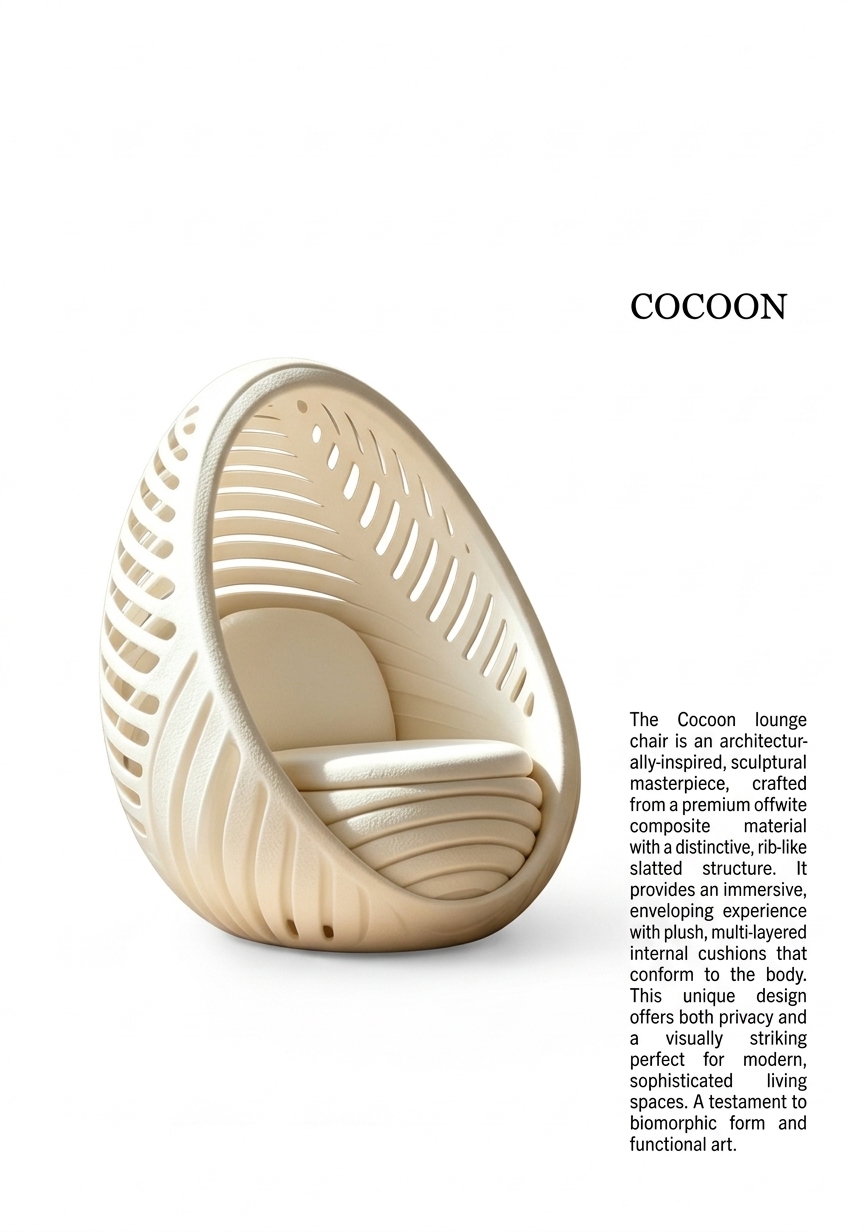 COCOON
The Cocoon lounge
chair is an architectur-
ally-inspired, sculptural
masterpiece, crafted
from a premium offwite
composite material
with a distinctive, rib-like
slatted structure. It
provides an immersive,
enveloping experience
with plush, multi-layered
internal cushions that
conform to the body.
This unique design
offers both privacy and
a visually striking
perfect for modern,
sophisticated living
spaces. A testament to
biomorphic form and
functional art.